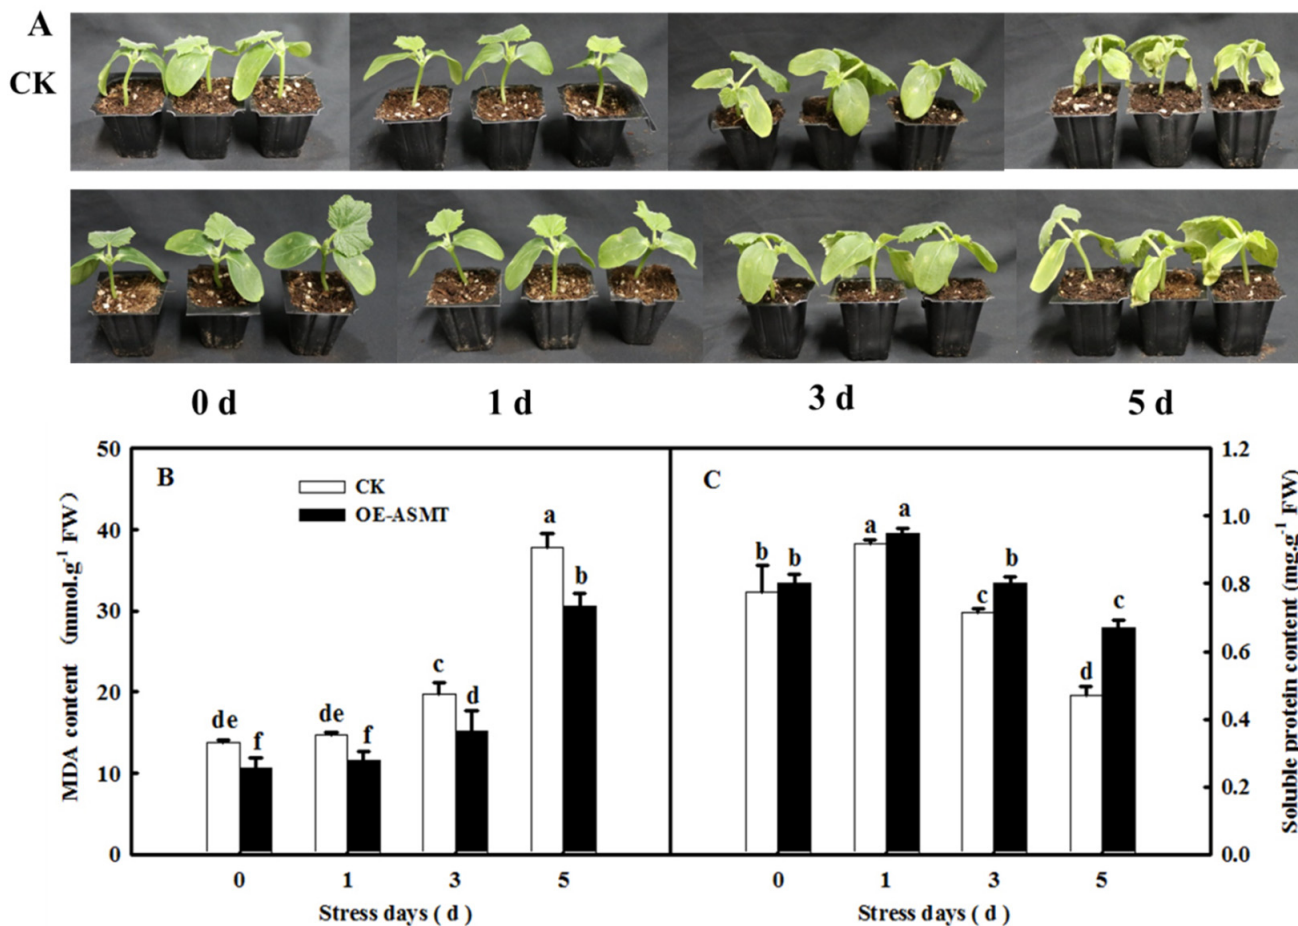 A
CK
0 d
1 d
3 d
5 d
B
CK
OE-ASMT
MDA content (mmol.g⁻¹ FW)
50
40
30
20
10
0
de
f
de
f
c
d
a
b
0
1
3
5
Stress days ( d )
C
b
b
a
a
c
b
d
c
0
1
3
5
Stress days ( d )
1.2
1.0
0.8
0.6
0.4
0.2
0.0
Soluble protein content (mg.g⁻¹ FW)